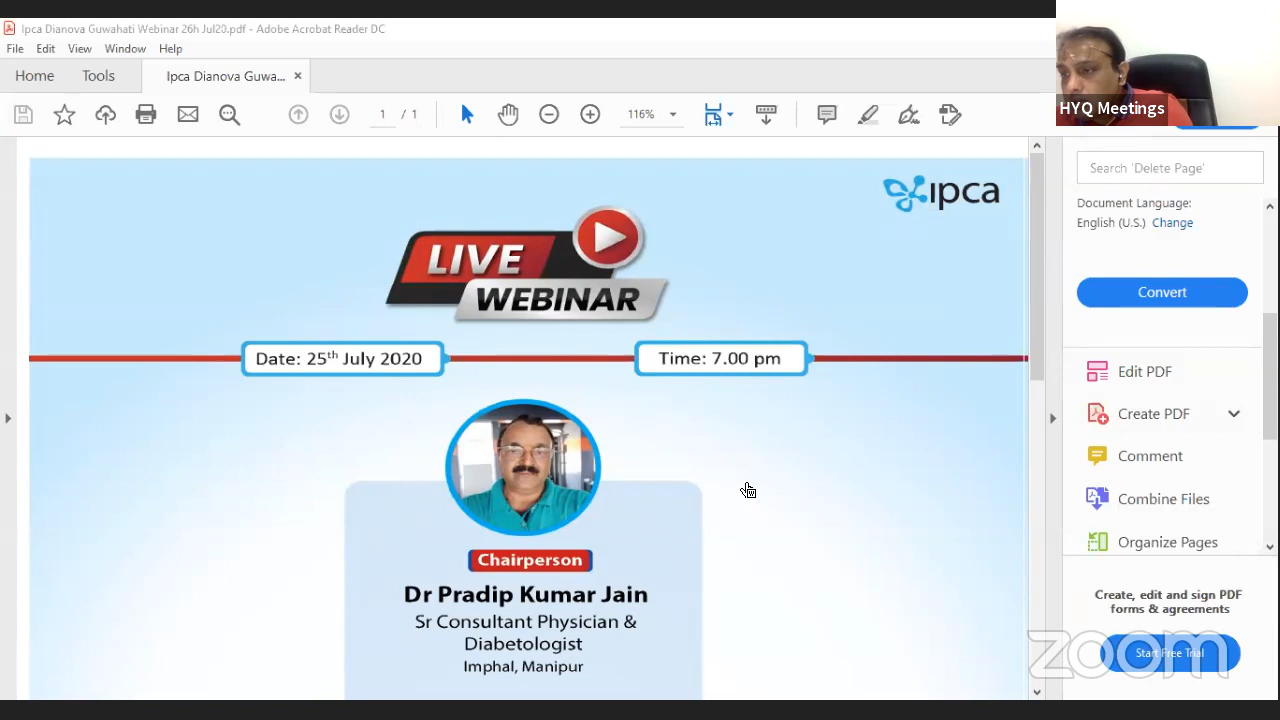 Ipca Dianova Guwahati Webinar 26h Jul20.pdf - Adobe Acrobat Reader DC
File Edit View Window Help
Home Tools Ipca Dianova Guwa... ×
1 / 1 116%
HYQ Meetings
Search 'Delete Page'
Document Language:
English (U.S.) Change
Convert
Edit PDF
Create PDF
Comment
Combine Files
Organize Pages
Create, edit and sign PDF
forms & agreements
Start Free Trial
ipca
LIVE
WEBINAR
Date: 25th July 2020
Time: 7.00 pm
Chairperson
Dr Pradip Kumar Jain
Sr Consultant Physician &
Diabetologist
Imphal, Manipur
zoom